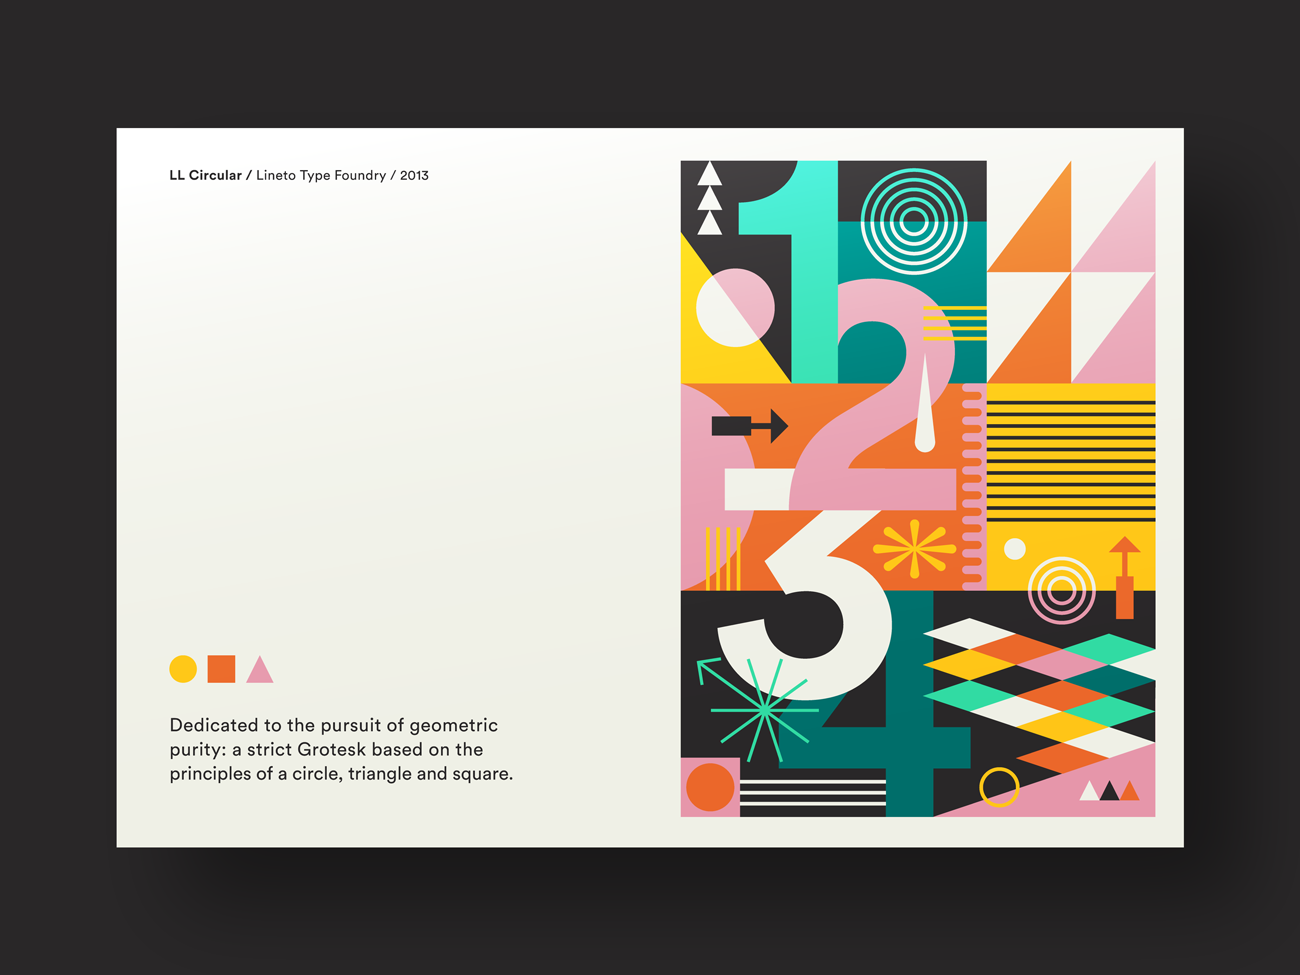 LL Circular / Lineto Type Foundry / 2013
1
2
3
4
Dedicated to the pursuit of geometric
purity: a strict Grotesk based on the
principles of a circle, triangle and square.